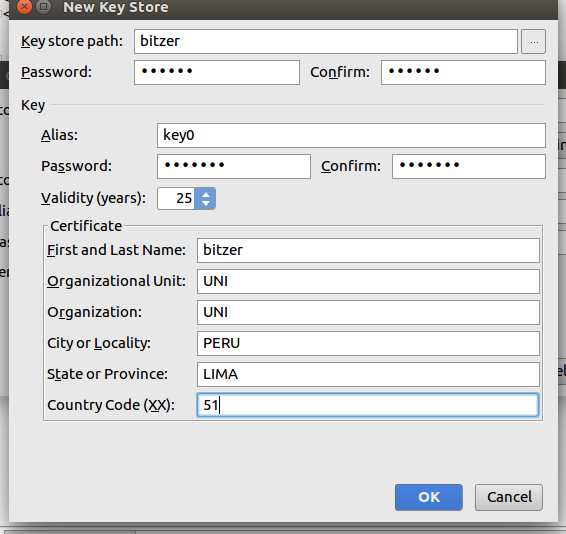 New Key Store
Key store path: bitzer ...
Password: •••••• Confirm: ••••••
Key
Alias: key0
Password: ••••••• Confirm: •••••••
Validity (years): 25
Certificate
First and Last Name: bitzer
Organizational Unit: UNI
Organization: UNI
City or Locality: PERU
State or Province: LIMA
Country Code (XX): 51
OK Cancel